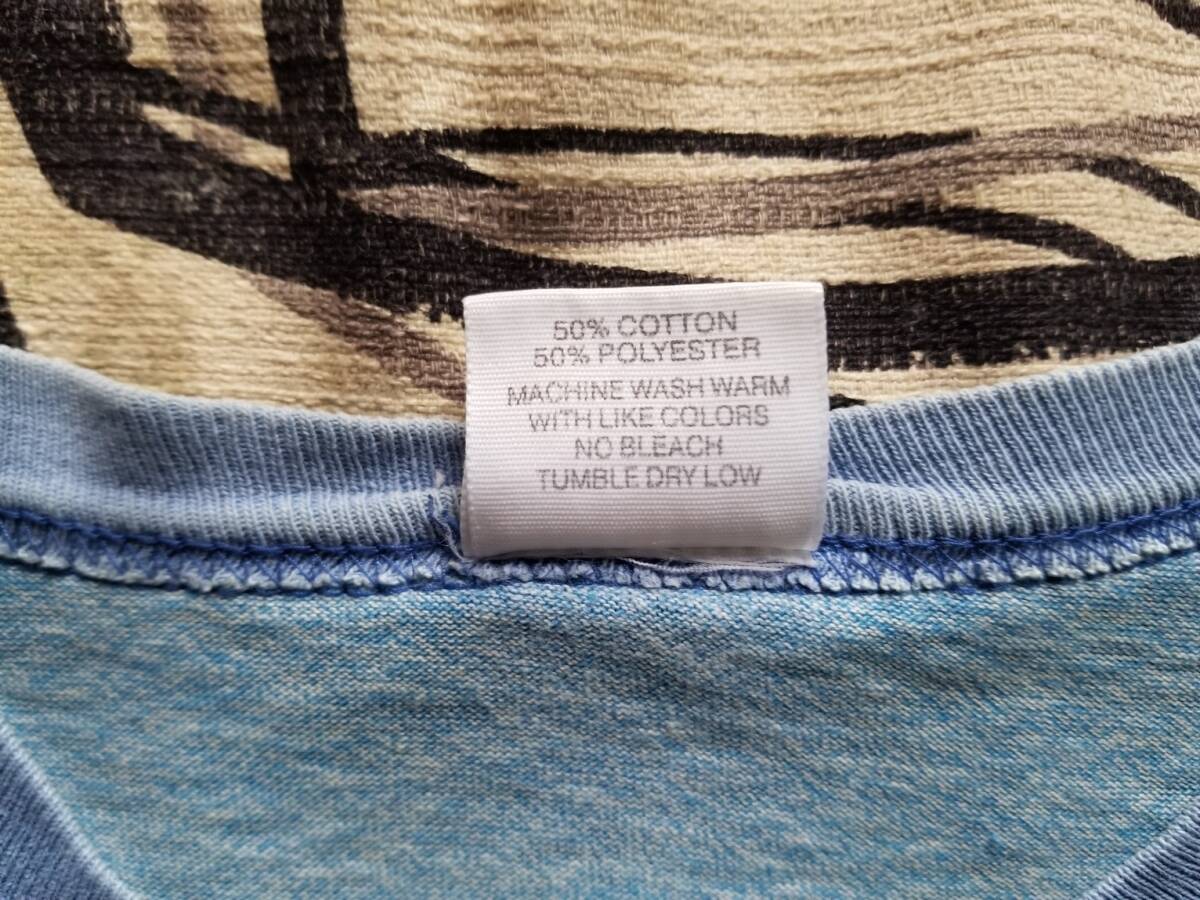 50% COTTON
50% POLYESTER
MACHINE WASH WARM
WITH LIKE COLORS
NO BLEACH
TUMBLE DRY LOW